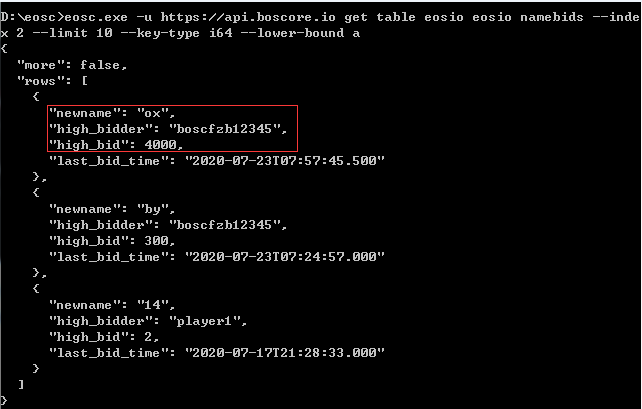 D:\eosc>eosc.exe -u https://api.boscore.io get table eosio eosio namebids --inde
x 2 --limit 10 --key-type i64 --lower-bound a
{
  "more": false,
  "rows": [
    {
      "newname": "ox",
      "high_bidder": "boscfzb12345",
      "high_bid": 4000,
      "last_bid_time": "2020-07-23T07:57:45.500"
    },
    {
      "newname": "by",
      "high_bidder": "boscfzb12345",
      "high_bid": 300,
      "last_bid_time": "2020-07-23T07:24:57.000"
    },
    {
      "newname": "14",
      "high_bidder": "player1",
      "high_bid": 2,
      "last_bid_time": "2020-07-17T21:28:33.000"
    }
  ]
}